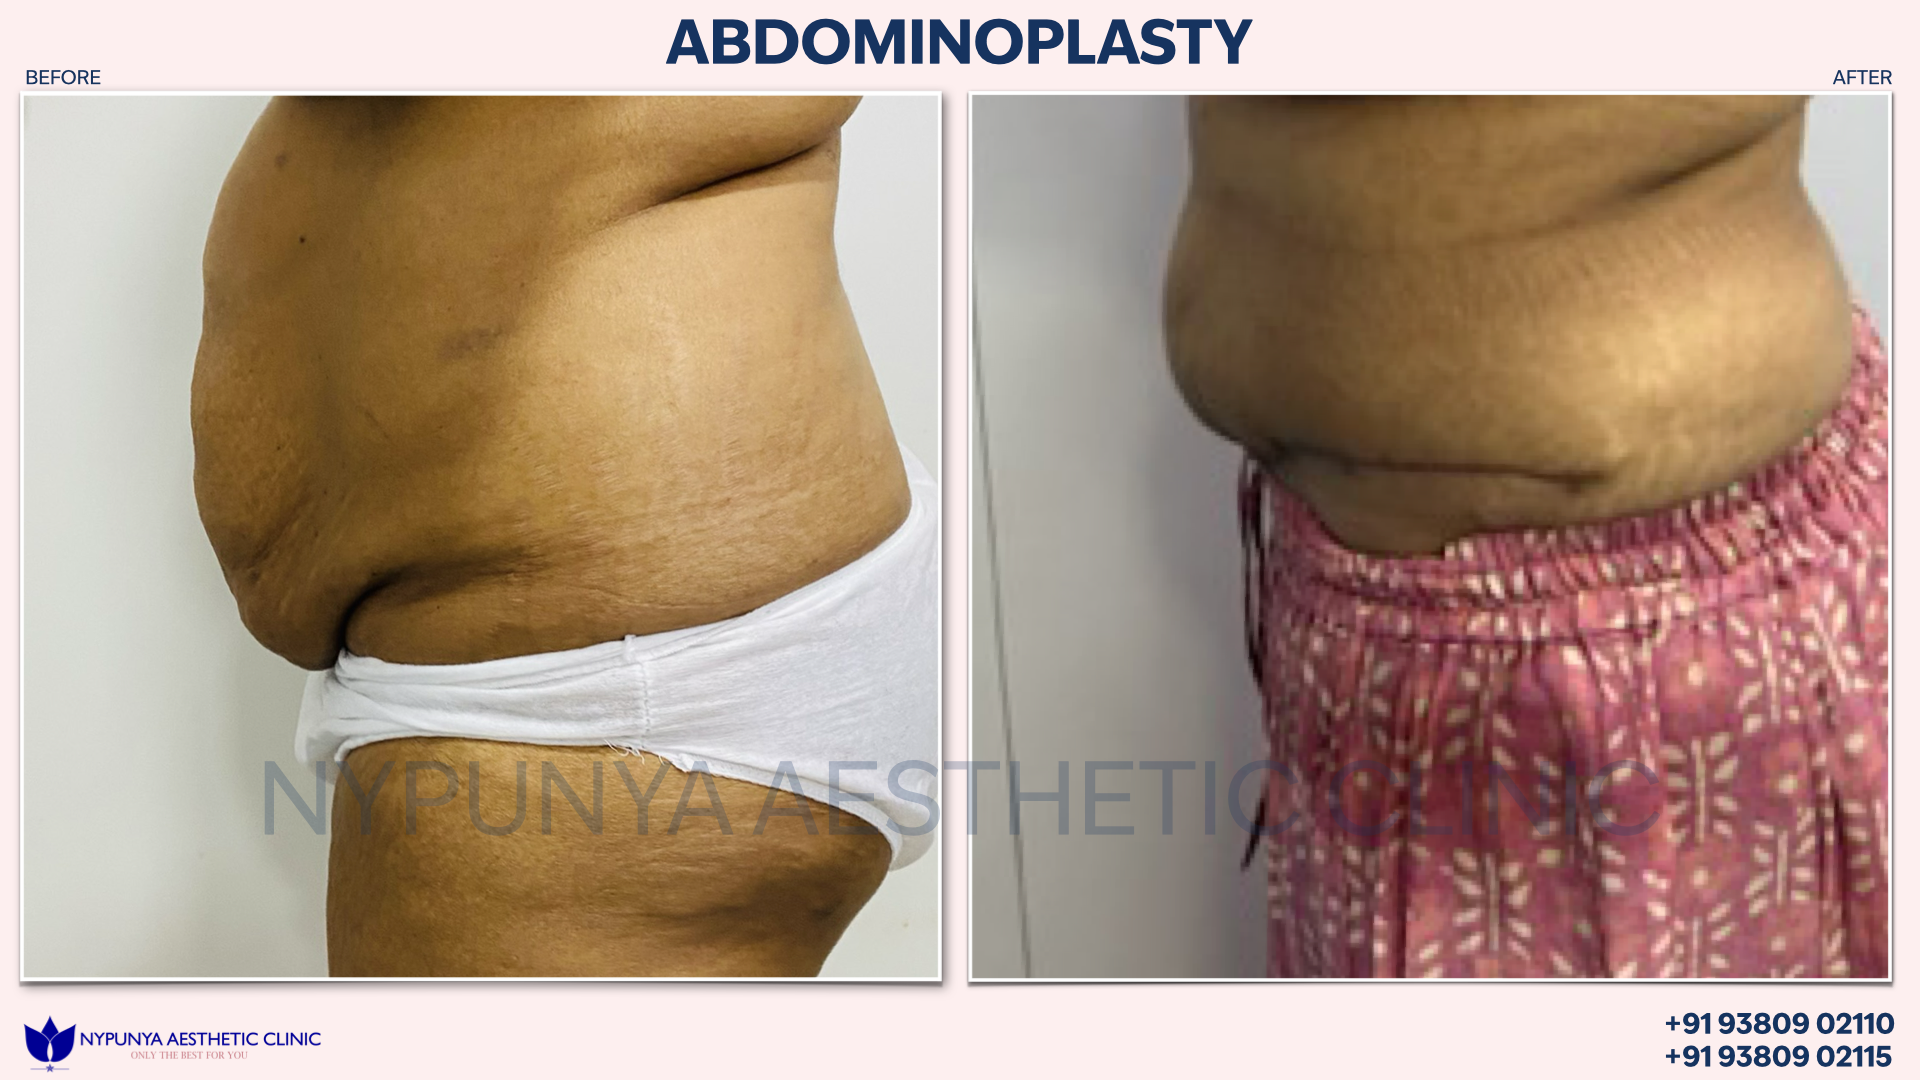 ABDOMINOPLASTY
BEFORE
AFTER
NYPUNYA AESTHETIC CLINIC
NYPUNYA AESTHETIC CLINIC
ONLY THE BEST FOR YOU
+91 93809 02110
+91 93809 02115